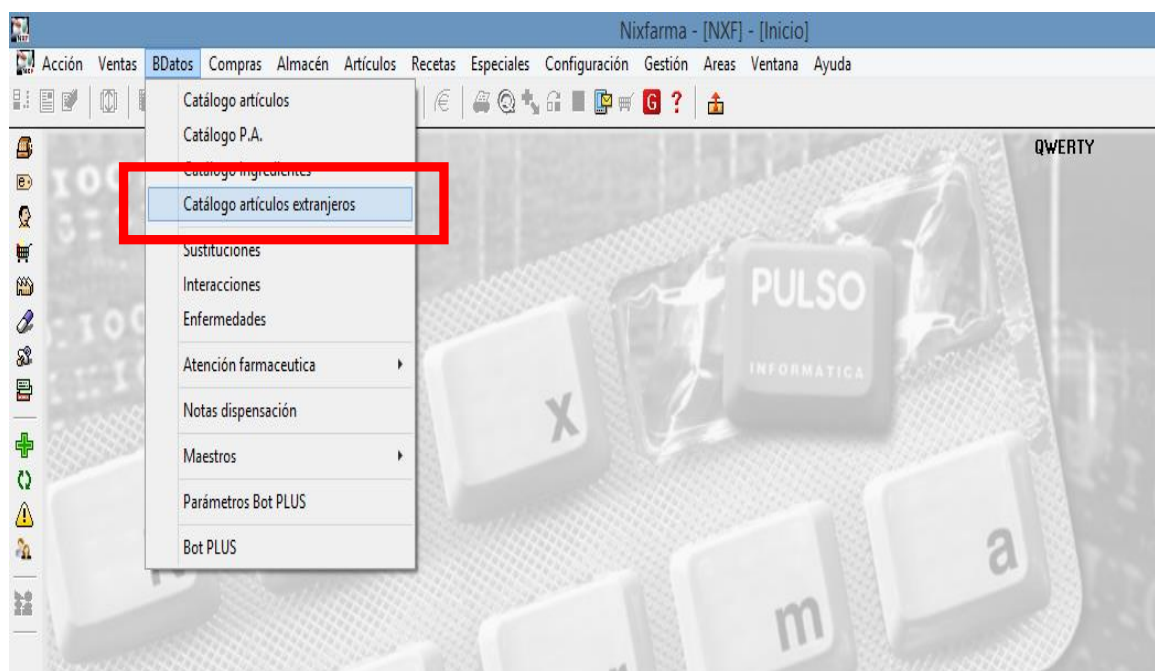 Nixfarma - [NXF] - [Inicio]
Acción Ventas BDatos Compras Almacén Artículos Recetas Especiales Configuración Gestión Areas Ventana Ayuda
G ?
Catálogo artículos
Catálogo P.A.
Catálogo ingredientes
Catálogo artículos extranjeros
Sustituciones
Interacciones
Enfermedades
Atención farmaceutica
Notas dispensación
Maestros
Parámetros Bot PLUS
Bot PLUS
QWERTY
PULSO
INFORMATICA
x
a
m